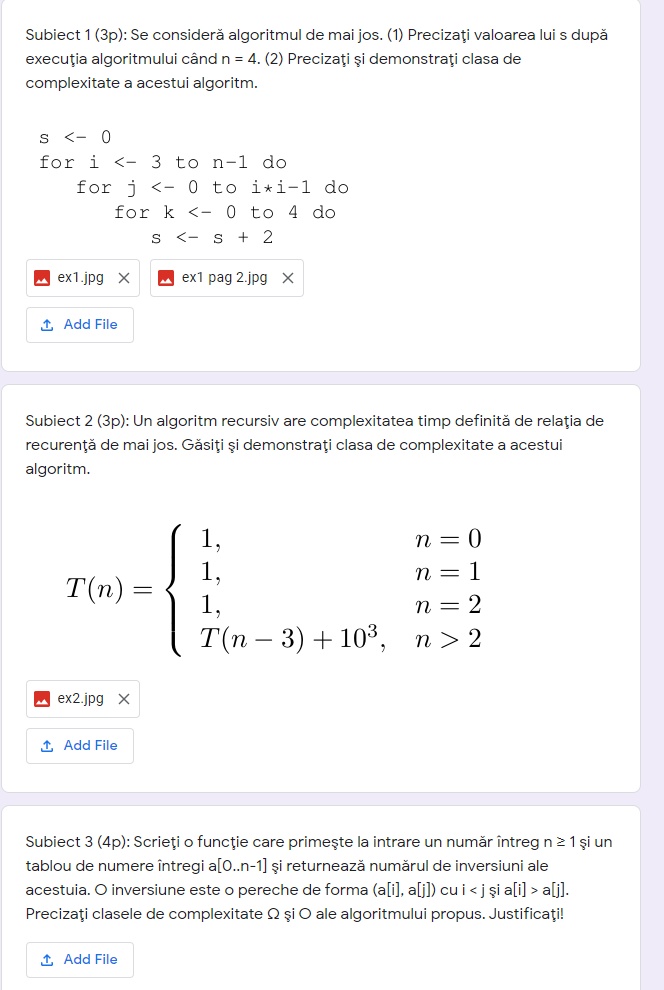 Subiect 1 (3p): Se consideră algoritmul de mai jos. (1) Precizaţi valoarea lui s după
execuţia algoritmului când n = 4. (2) Precizaţi şi demonstraţi clasa de
complexitate a acestui algoritm.
s <- 0
for i <- 3 to n-1 do
for j <- 0 to i*i-1 do
for k <- 0 to 4 do
s <- s + 2
ex1.jpg ex1 pag 2.jpg
Add File
Subiect 2 (3p): Un algoritm recursiv are complexitatea timp definită de relaţia de
recurenţă de mai jos. Găsiţi şi demonstraţi clasa de complexitate a acestui
algoritm.
1, n = 0
1, n = 1
T(n) =
1, n = 2
T(n − 3) + 10³, n > 2
ex2.jpg
Add File
Subiect 3 (4p): Scrieţi o funcţie care primeşte la intrare un număr întreg n ≥ 1 şi un
tablou de numere întregi a[0..n-1] şi returnează numărul de inversiuni ale
acestuia. O inversiune este o pereche de forma (a[i], a[j]) cu i < j şi a[i] > a[j].
Precizaţi clasele de complexitate Ω şi O ale algoritmului propus. Justificaţi!
Add File